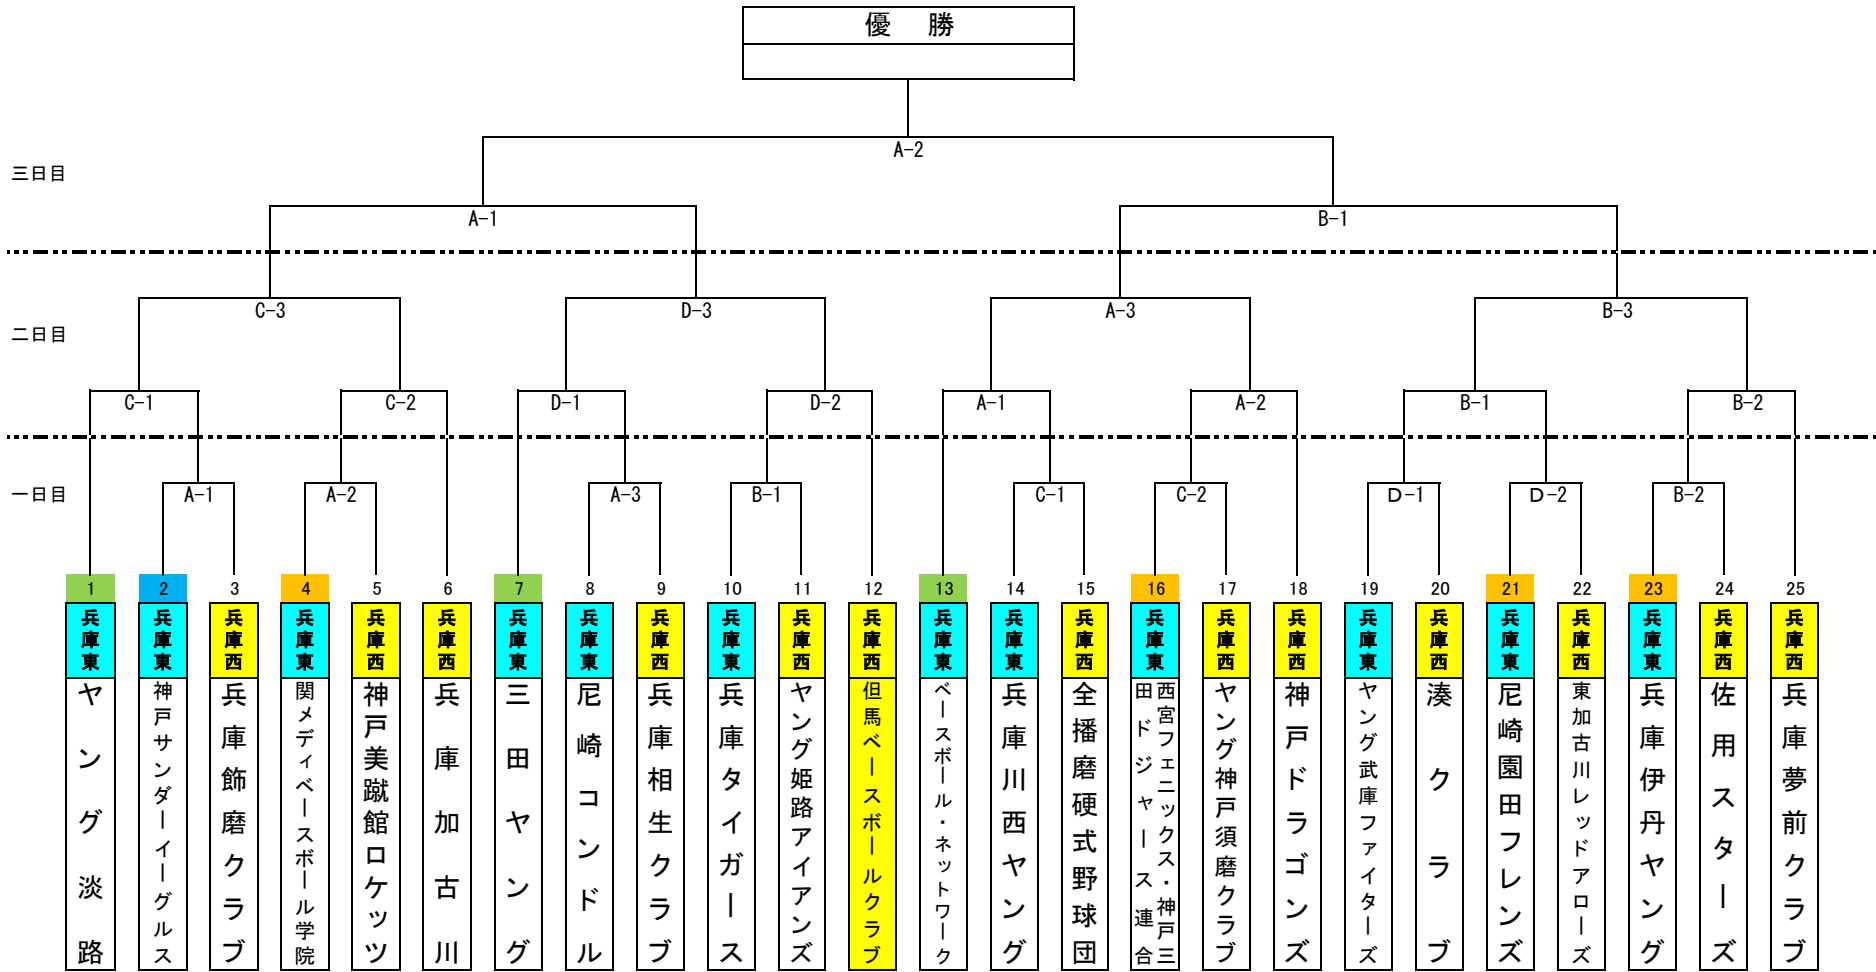 優　勝
A-2
三日目
A-1
B-1
C-3
D-3
A-3
B-3
二日目
C-1
C-2
D-1
D-2
A-1
A-2
B-1
B-2
一日目
A-1
A-2
A-3
B-1
C-1
C-2
D-1
D-2
B-2
1
2
3
4
5
6
7
8
9
10
11
12
13
14
15
16
17
18
19
20
21
22
23
24
25
兵庫東
兵庫東
兵庫西
兵庫東
兵庫西
兵庫西
兵庫東
兵庫東
兵庫西
兵庫東
兵庫西
兵庫西
兵庫東
兵庫東
兵庫西
兵庫東
兵庫西
兵庫西
兵庫東
兵庫西
兵庫東
兵庫西
兵庫東
兵庫西
兵庫西
ヤング淡路
神戸サンダーイーグルス
兵庫飾磨クラブ
関メディベースボール学院
神戸美蹴館ロケッツ
兵庫加古川
三田ヤング
尼崎コンドル
兵庫相生クラブ
兵庫タイガース
ヤング姫路アイアンズ
但馬ベースボールクラブ
ベースボール・ネットワーク
兵庫川西ヤング
全播磨硬式野球団
西宮フェニックス・神戸三
田ドジャース連合
ヤング神戸須磨クラブ
神戸ドラゴンズ
ヤング武庫ファイターズ
湊クラブ
尼崎園田フレンズ
東加古川レッドアローズ
兵庫伊丹ヤング
佐用スターズ
兵庫夢前クラブ